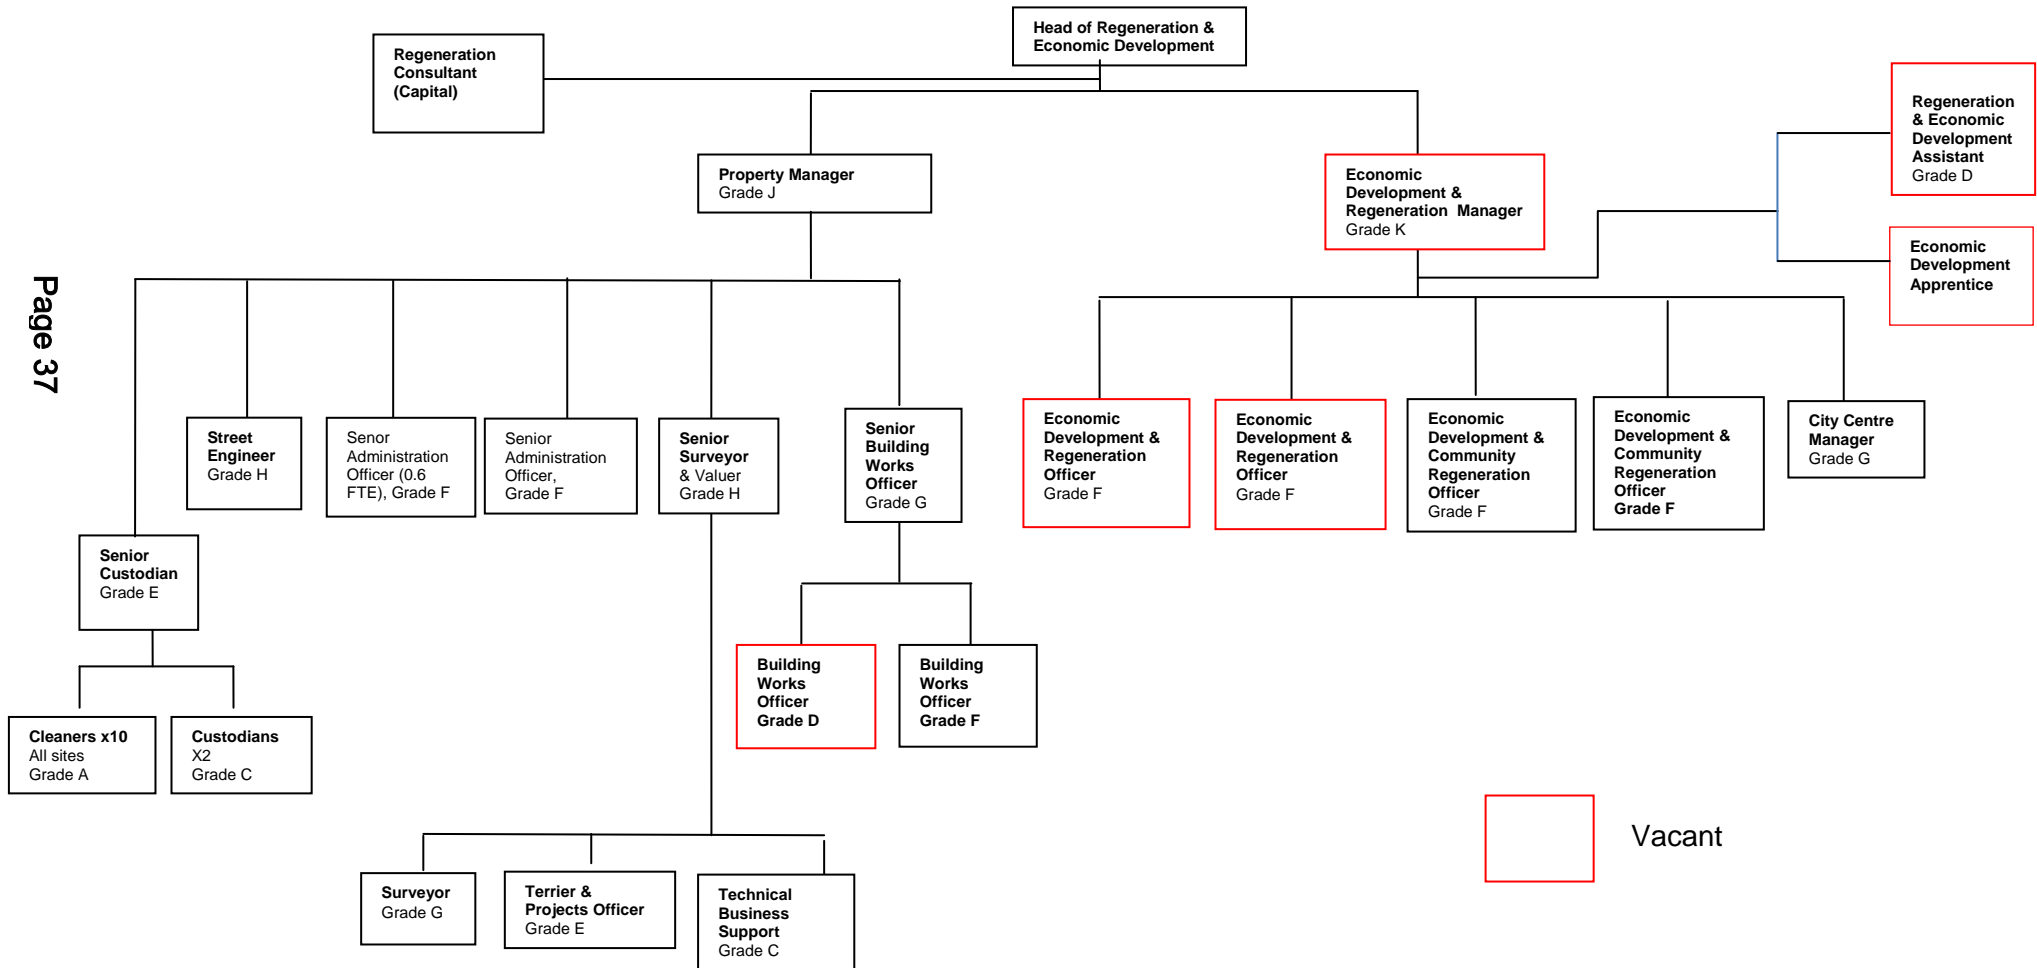 Head of Regeneration &
Economic Development
Regeneration
Consultant
(Capital)
Regeneration
& Economic
Development
Assistant
Grade D
Property Manager
Grade J
Economic
Development &
Regeneration Manager
Grade K
Economic
Development
Apprentice
Page 37
Street
Engineer
Grade H
Senor
Administration
Officer (0.6
FTE), Grade F
Senior
Administration
Officer,
Grade F
Senior
Surveyor
& Valuer
Grade H
Senior
Building
Works
Officer
Grade G
Economic
Development &
Regeneration
Officer
Grade F
Economic
Development &
Regeneration
Officer
Grade F
Economic
Development &
Community
Regeneration
Officer
Grade F
Economic
Development &
Community
Regeneration
Officer
Grade F
City Centre
Manager
Grade G
Senior
Custodian
Grade E
Building
Works
Officer
Grade D
Building
Works
Officer
Grade F
Cleaners x10
All sites
Grade A
Custodians
X2
Grade C
Vacant
Surveyor
Grade G
Terrier &
Projects Officer
Grade E
Technical
Business
Support
Grade C